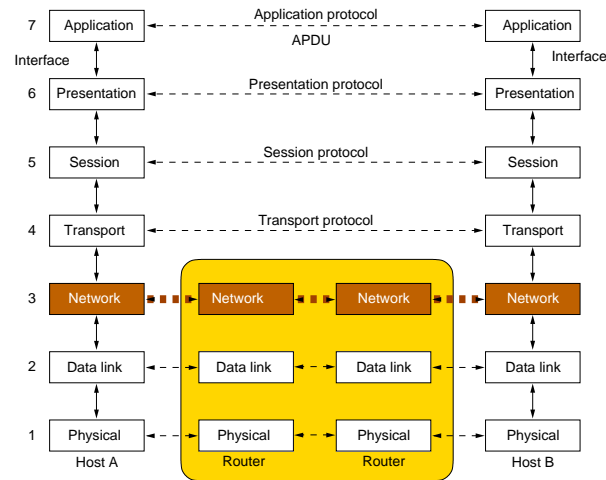 7 Application Application protocol Application
Interface APDU Interface
6 Presentation Presentation protocol Presentation
5 Session Session protocol Session
4 Transport Transport protocol Transport
3 Network Network Network Network
2 Data link Data link Data link Data link
1 Physical Physical Physical Physical
Host A Router Router Host B